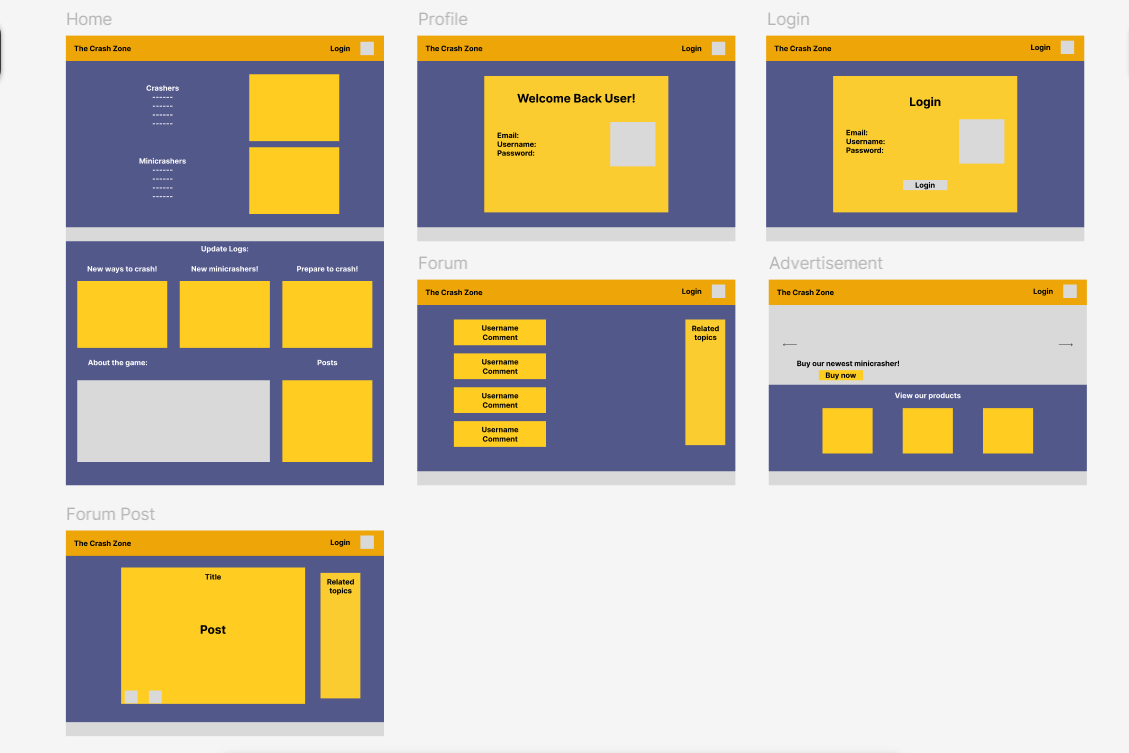 Home
The Crash Zone
Login
Crashers
------
------
------
------
Minicrashers
------
------
------
------
Update Logs:
New ways to crash!
New minicrashers!
Prepare to crash!
About the game:
Posts
Profile
The Crash Zone
Login
Welcome Back User!
Email:
Username:
Password:
Login
The Crash Zone
Login
Login
Email:
Username:
Password:
Login
Forum
The Crash Zone
Login
Username
Comment
Username
Comment
Username
Comment
Username
Comment
Related
topics
Advertisement
The Crash Zone
Login
Buy our newest minicrasher!
Buy now
View our products
Forum Post
The Crash Zone
Login
Title
Post
Related
topics